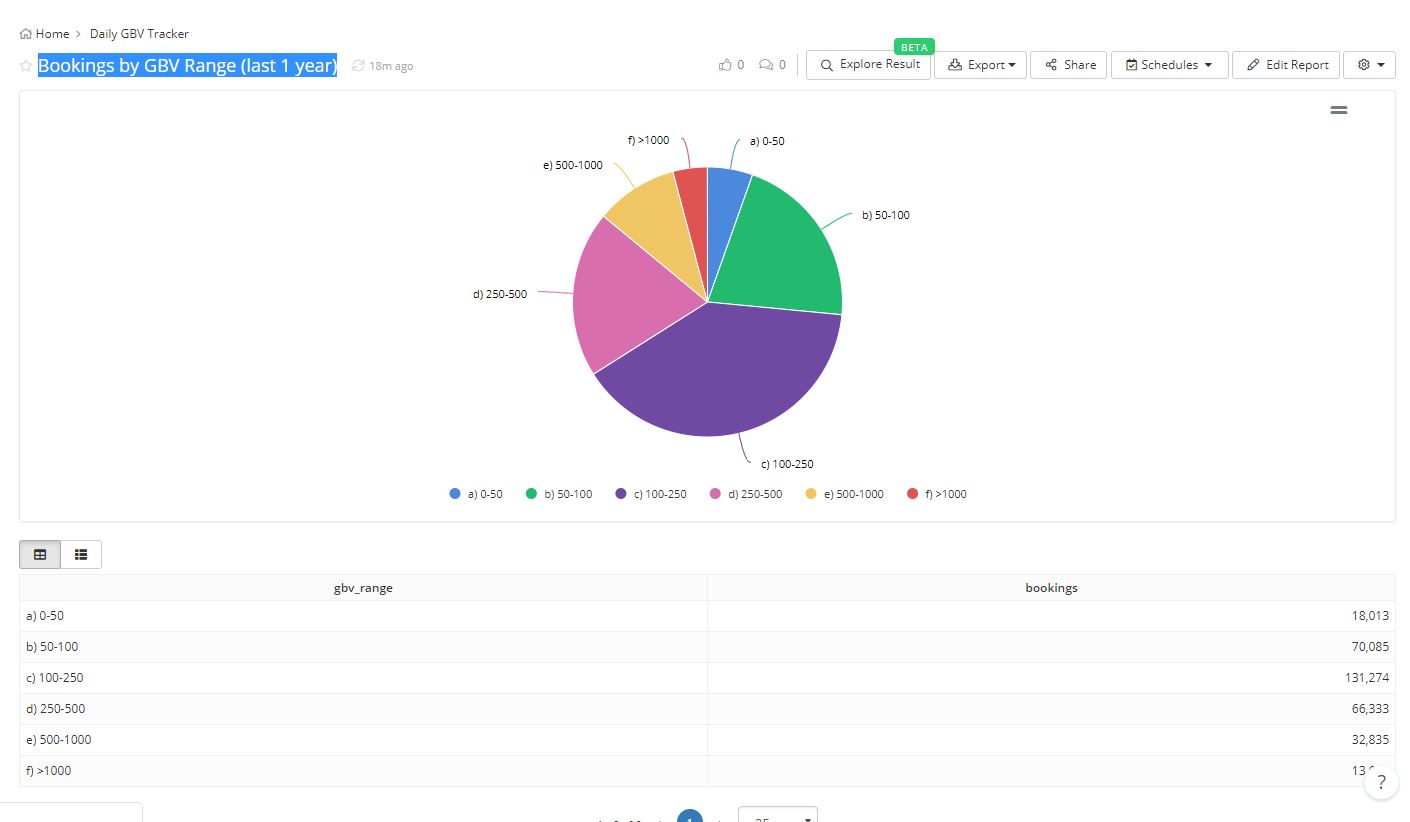 Home > Daily GBV Tracker
Bookings by GBV Range (last 1 year) 18m ago 0 0 Explore Result BETA Export Share Schedules Edit Report
f) >1000
a) 0-50
e) 500-1000
b) 50-100
d) 250-500
c) 100-250
a) 0-50 b) 50-100 c) 100-250 d) 250-500 e) 500-1000 f) >1000
gbv_range bookings
a) 0-50 18,013
b) 50-100 70,085
c) 100-250 131,274
d) 250-500 66,333
e) 500-1000 32,835
f) >1000
?
1